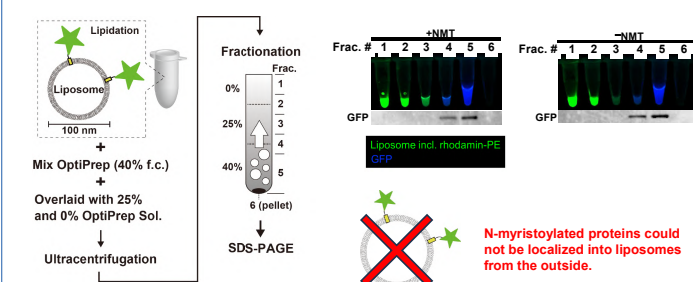 Lipidation
Liposome
100 nm
+
Mix OptiPrep (40% f.c.)
+
Overlaid with 25%
and 0% OptiPrep Sol.
Ultracentrifugation
Fractionation
Frac.
0%
25%
40%
1
2
3
4
5
6 (pellet)
SDS-PAGE
+NMT
Frac. # 1 2 3 4 5 6
GFP
−NMT
Frac. # 1 2 3 4 5 6
GFP
Liposome incl. rhodamin-PE
GFP
N-myristoylated proteins could
not be localized into liposomes
from the outside.